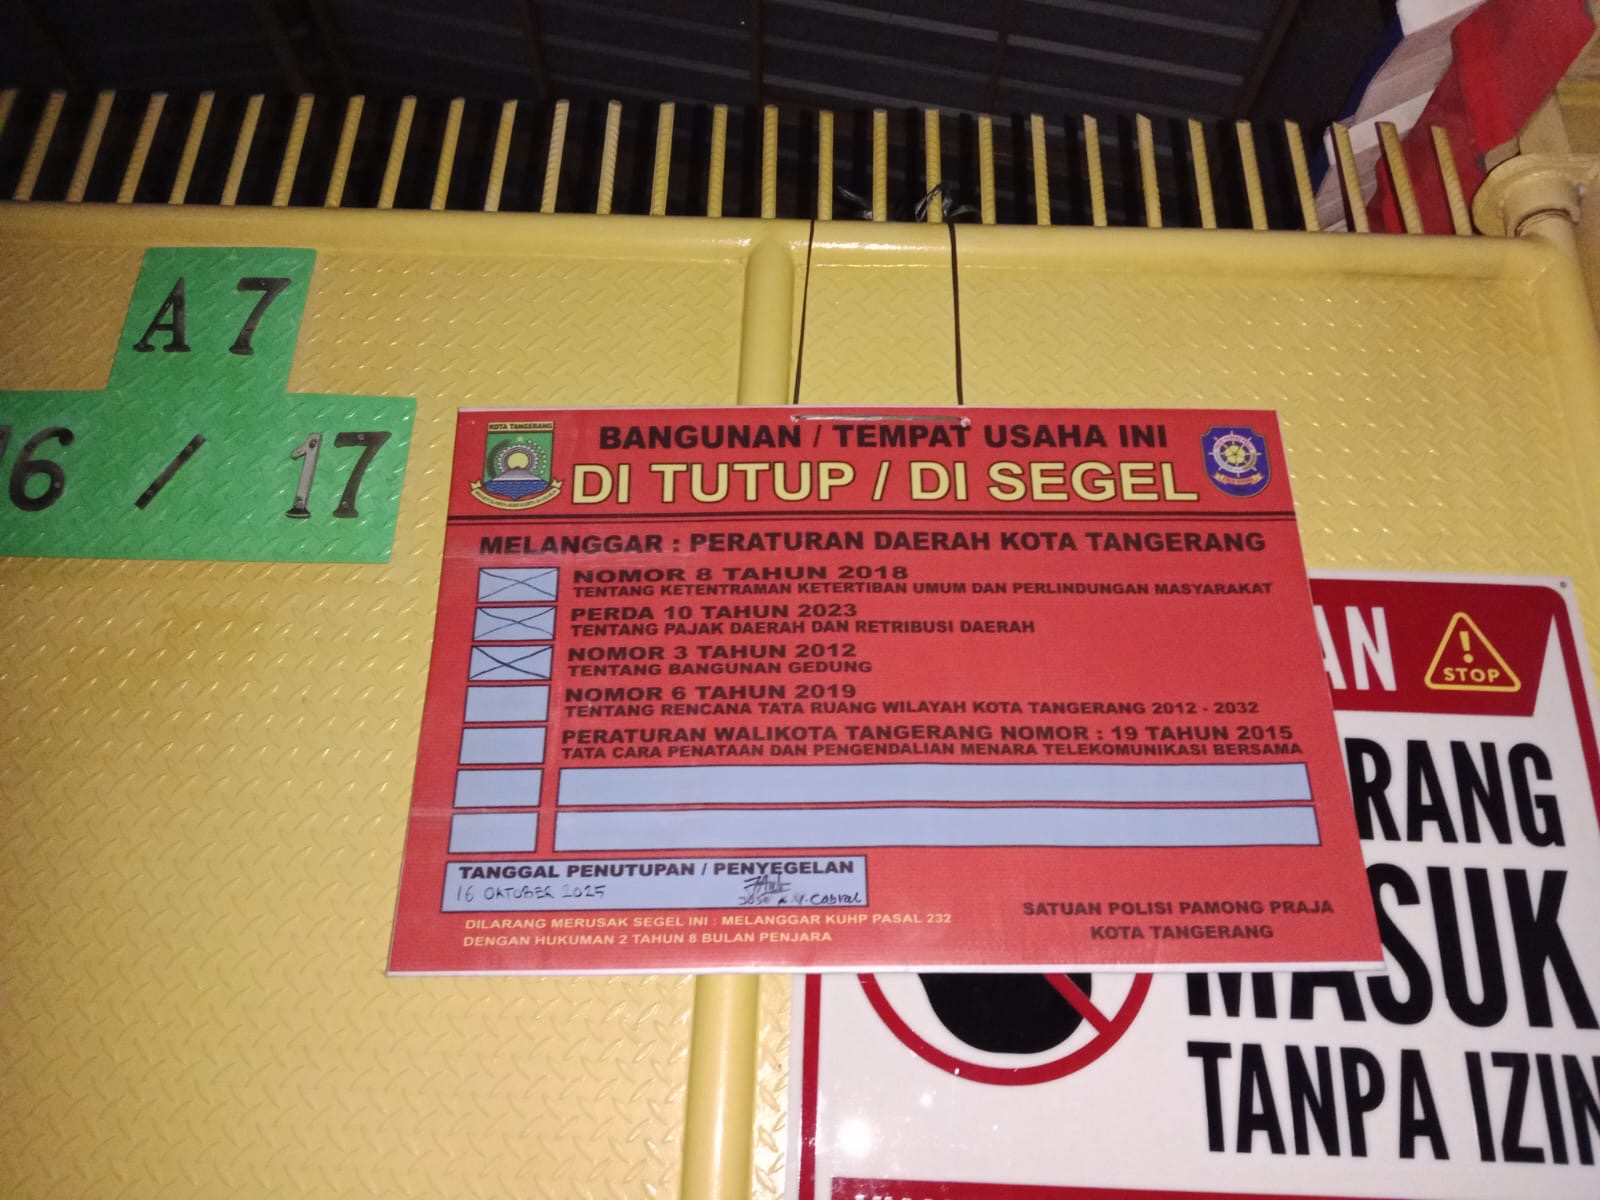 A 7
16 / 17
KOTA TANGERANG
BANGUNAN / TEMPAT USAHA INI
DI TUTUP / DI SEGEL
MELANGGAR : PERATURAN DAERAH KOTA TANGERANG
NOMOR 8 TAHUN 2018
TENTANG KETENTRAMAN KETERTIBAN UMUM DAN PERLINDUNGAN MASYARAKAT
PERDA 10 TAHUN 2023
TENTANG PAJAK DAERAH DAN RETRIBUSI DAERAH
NOMOR 3 TAHUN 2012
TENTANG BANGUNAN GEDUNG
NOMOR 6 TAHUN 2019
TENTANG RENCANA TATA RUANG WILAYAH KOTA TANGERANG 2012 - 2032
PERATURAN WALIKOTA TANGERANG NOMOR : 19 TAHUN 2015
TATA CARA PENATAAN DAN PENGENDALIAN MENARA TELEKOMUNIKASI BERSAMA
TANGGAL PENUTUPAN / PENYEGELAN
16 OKTOBER 2025
DILARANG MERUSAK SEGEL INI : MELANGGAR KUHP PASAL 232
DENGAN HUKUMAN 2 TAHUN 8 BULAN PENJARA
SATUAN POLISI PAMONG PRAJA
KOTA TANGERANG
AN
STOP
RANG
MASUK
TANPA IZIN